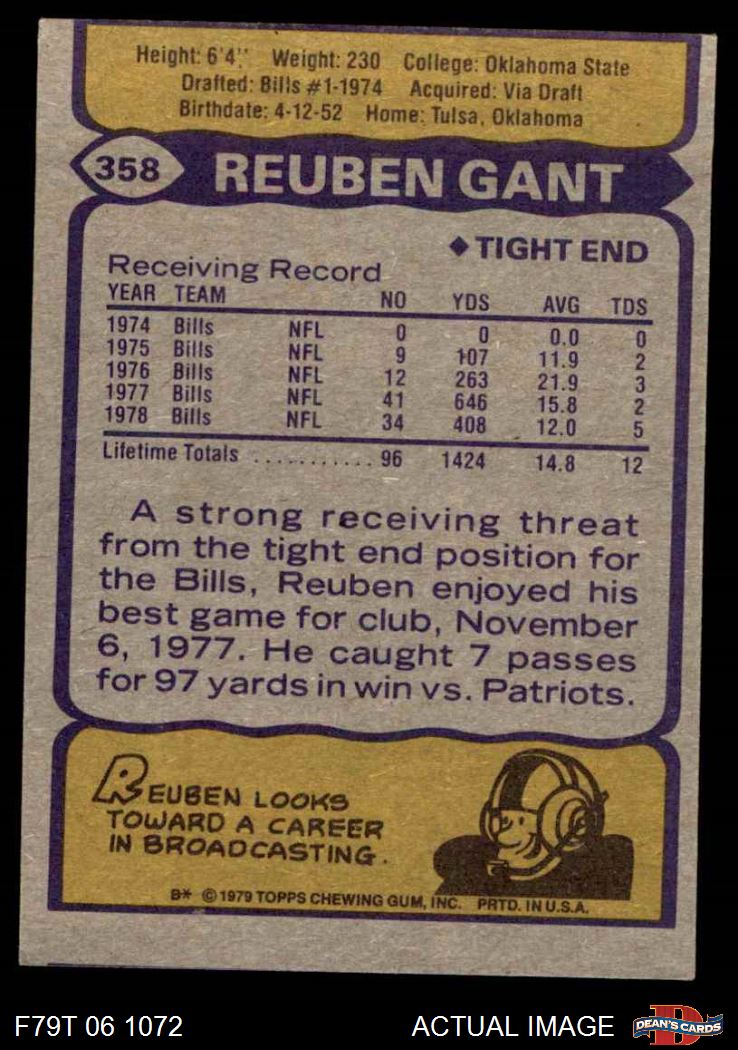 Height: 6'4" Weight: 230 College: Oklahoma State
Drafted: Bills #1-1974 Acquired: Via Draft
Birthdate: 4-12-52 Home: Tulsa, Oklahoma
358 REUBEN GANT
◆ TIGHT END
Receiving Record
YEAR TEAM NO YDS AVG TDS
1974 Bills NFL 0 0 0.0 0
1975 Bills NFL 9 107 11.9 2
1976 Bills NFL 12 263 21.9 3
1977 Bills NFL 41 646 15.8 2
1978 Bills NFL 34 408 12.0 5
Lifetime Totals ........... 96 1424 14.8 12
A strong receiving threat
from the tight end position for
the Bills, Reuben enjoyed his
best game for club, November
6, 1977. He caught 7 passes
for 97 yards in win vs. Patriots.
REUBEN LOOKS
TOWARD A CAREER
IN BROADCASTING.
B* © 1979 TOPPS CHEWING GUM, INC. PRTD. IN U.S.A.
F79T 06 1072 ACTUAL IMAGE D DEAN'S CARDS